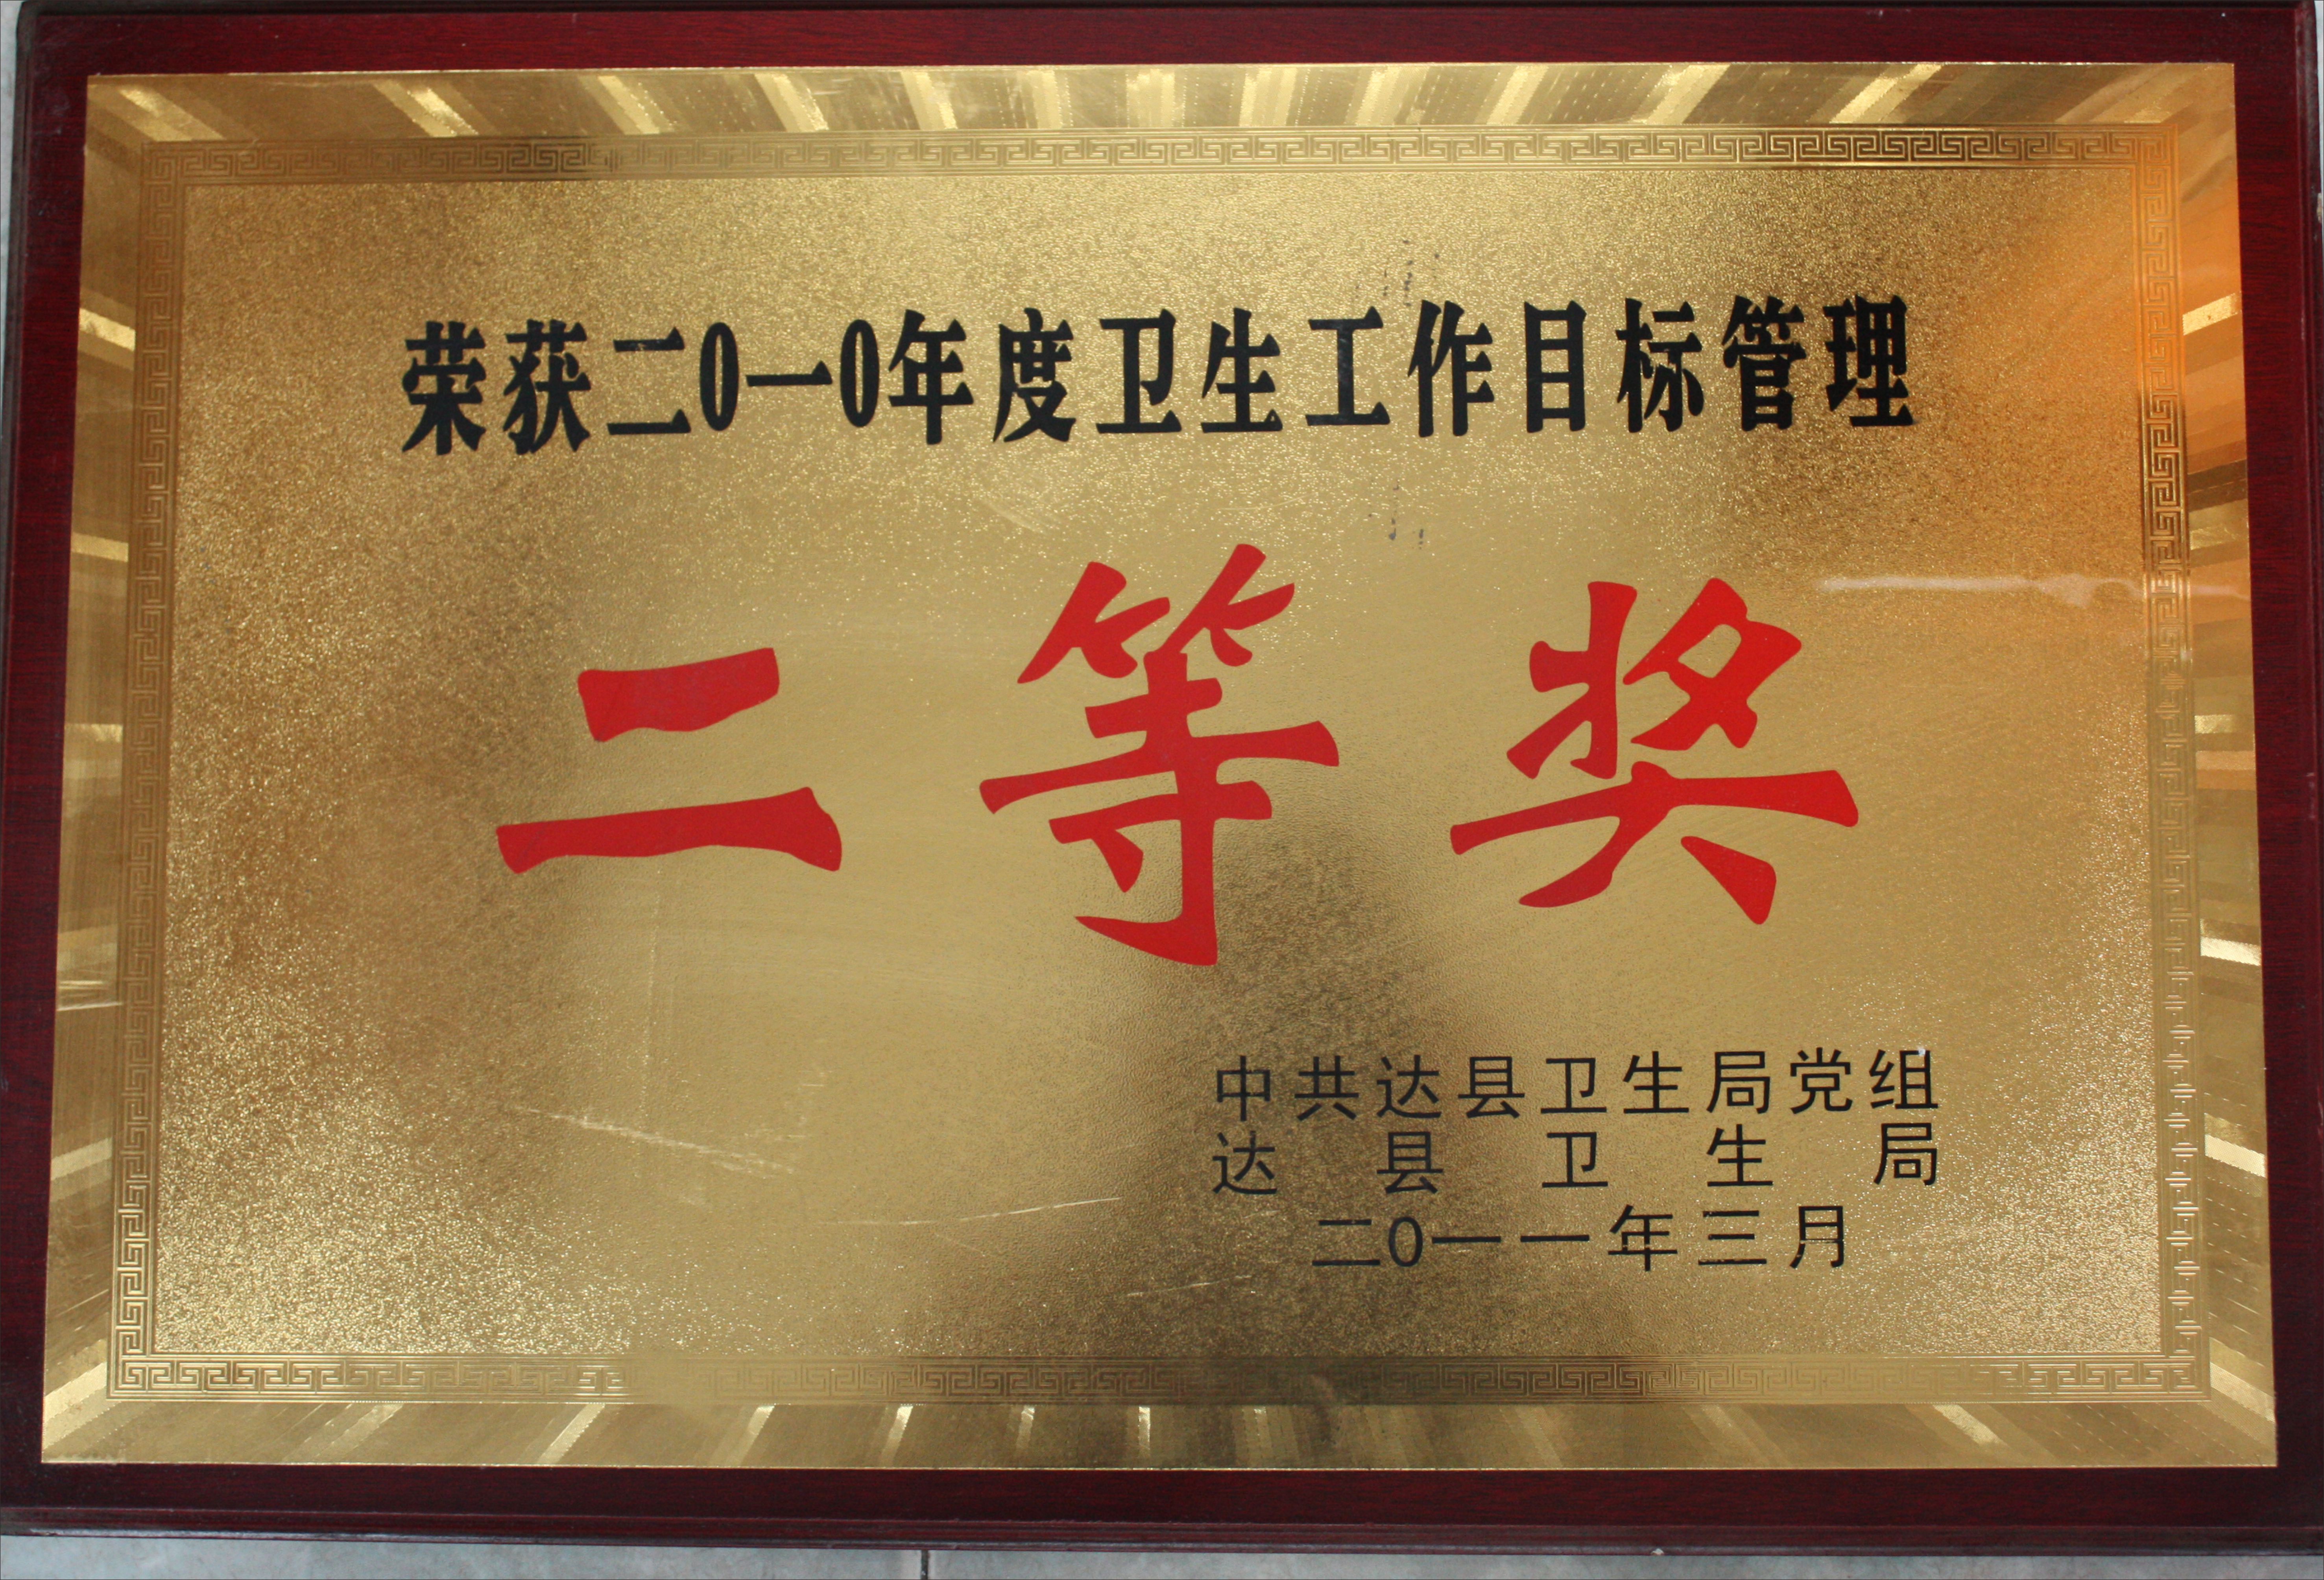 荣获二0一0年度卫生工作目标管理
二等奖
中共达县卫生局党组
达县卫生局
二0一一年三月